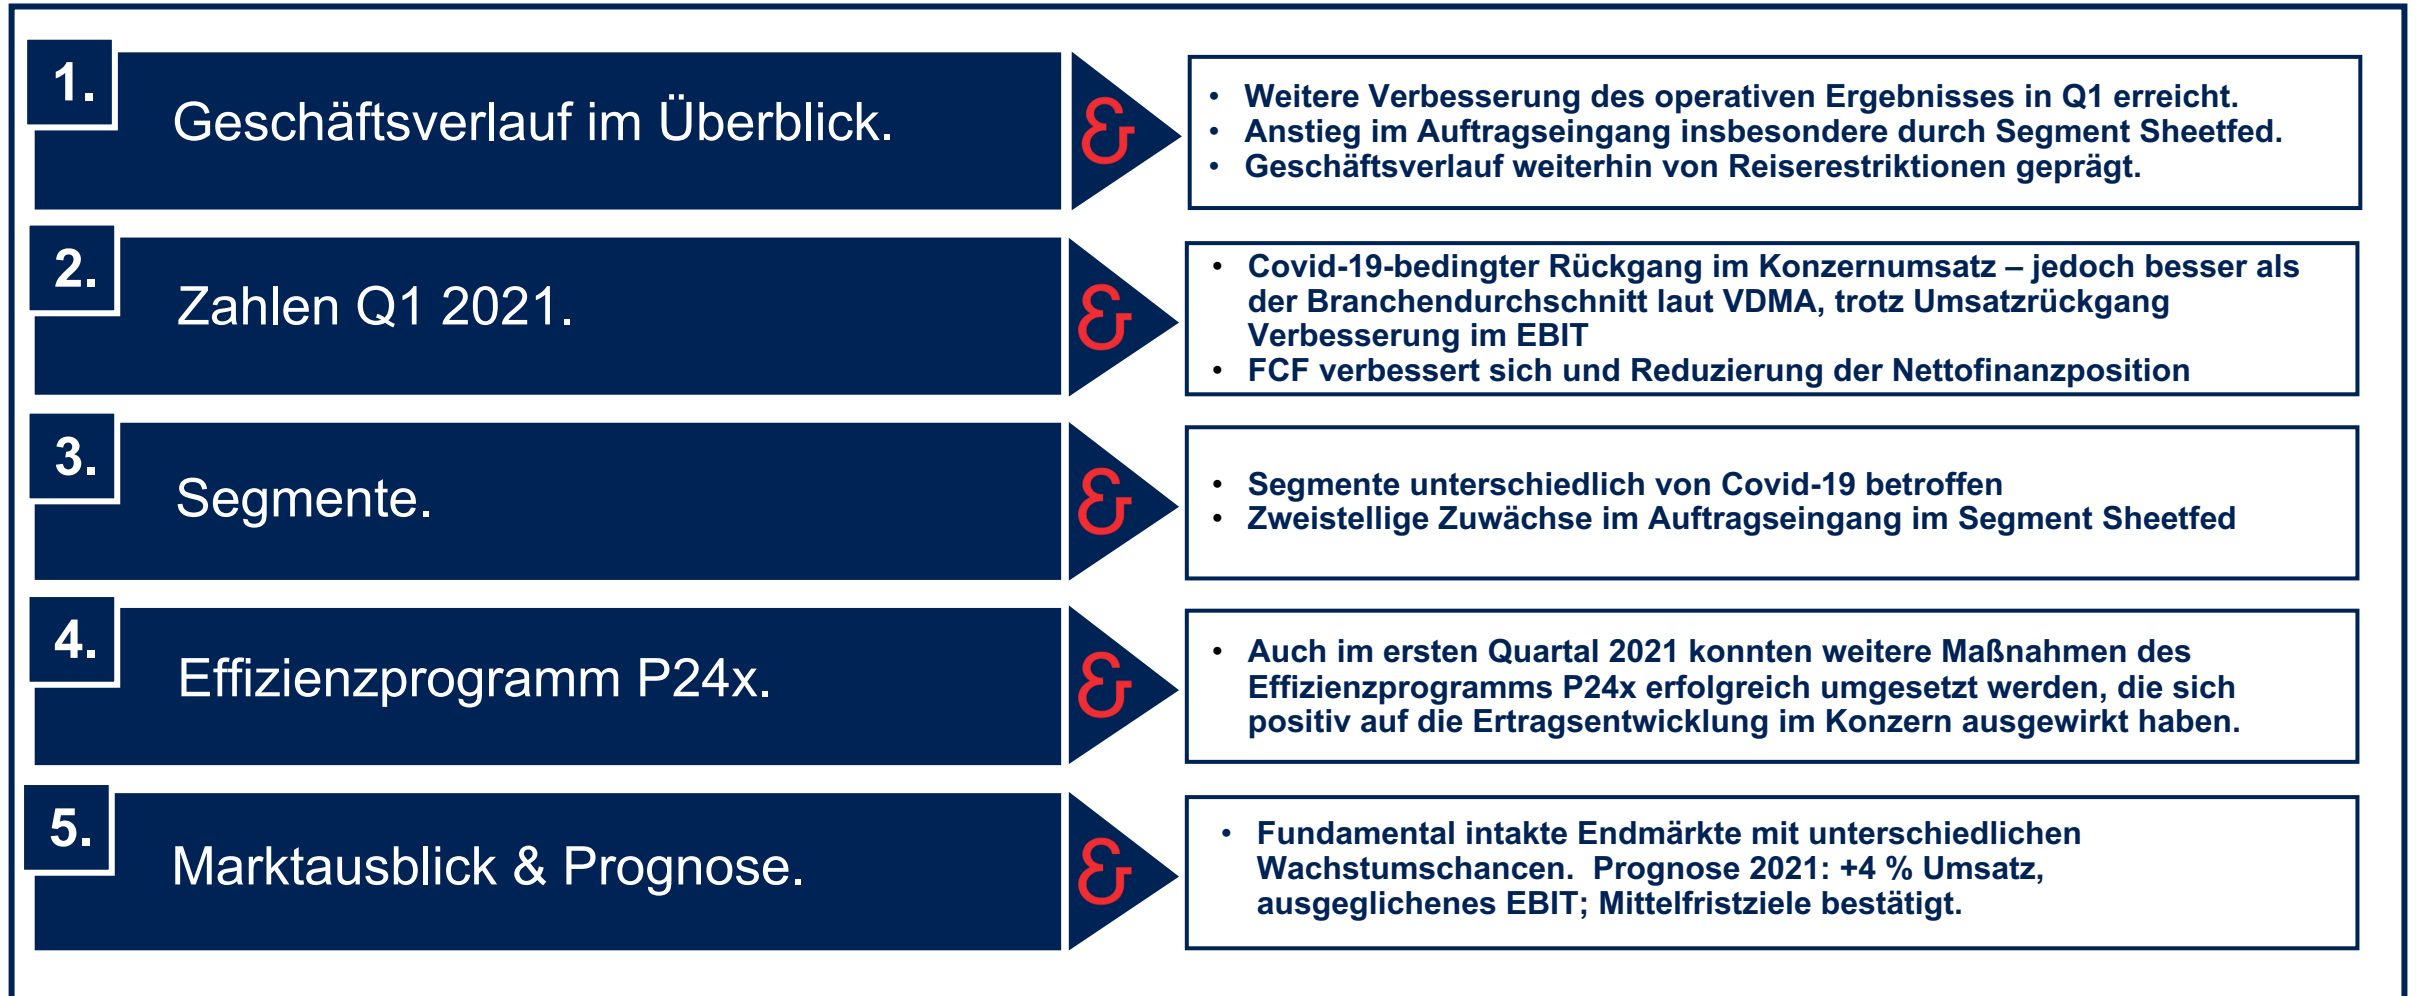 1.
Geschäftsverlauf im Überblick.
&
• Weitere Verbesserung des operativen Ergebnisses in Q1 erreicht.
• Anstieg im Auftragseingang insbesondere durch Segment Sheetfed.
• Geschäftsverlauf weiterhin von Reiserestriktionen geprägt.
2.
Zahlen Q1 2021.
&
• Covid-19-bedingter Rückgang im Konzernumsatz – jedoch besser als
der Branchendurchschnitt laut VDMA, trotz Umsatzrückgang
Verbesserung im EBIT
• FCF verbessert sich und Reduzierung der Nettofinanzposition
3.
Segmente.
&
• Segmente unterschiedlich von Covid-19 betroffen
• Zweistellige Zuwächse im Auftragseingang im Segment Sheetfed
4.
Effizienzprogramm P24x.
&
• Auch im ersten Quartal 2021 konnten weitere Maßnahmen des
Effizienzprogramms P24x erfolgreich umgesetzt werden, die sich
positiv auf die Ertragsentwicklung im Konzern ausgewirkt haben.
5.
Marktausblick & Prognose.
&
• Fundamental intakte Endmärkte mit unterschiedlichen
Wachstumschancen.  Prognose 2021: +4 % Umsatz,
ausgeglichenes EBIT; Mittelfristziele bestätigt.